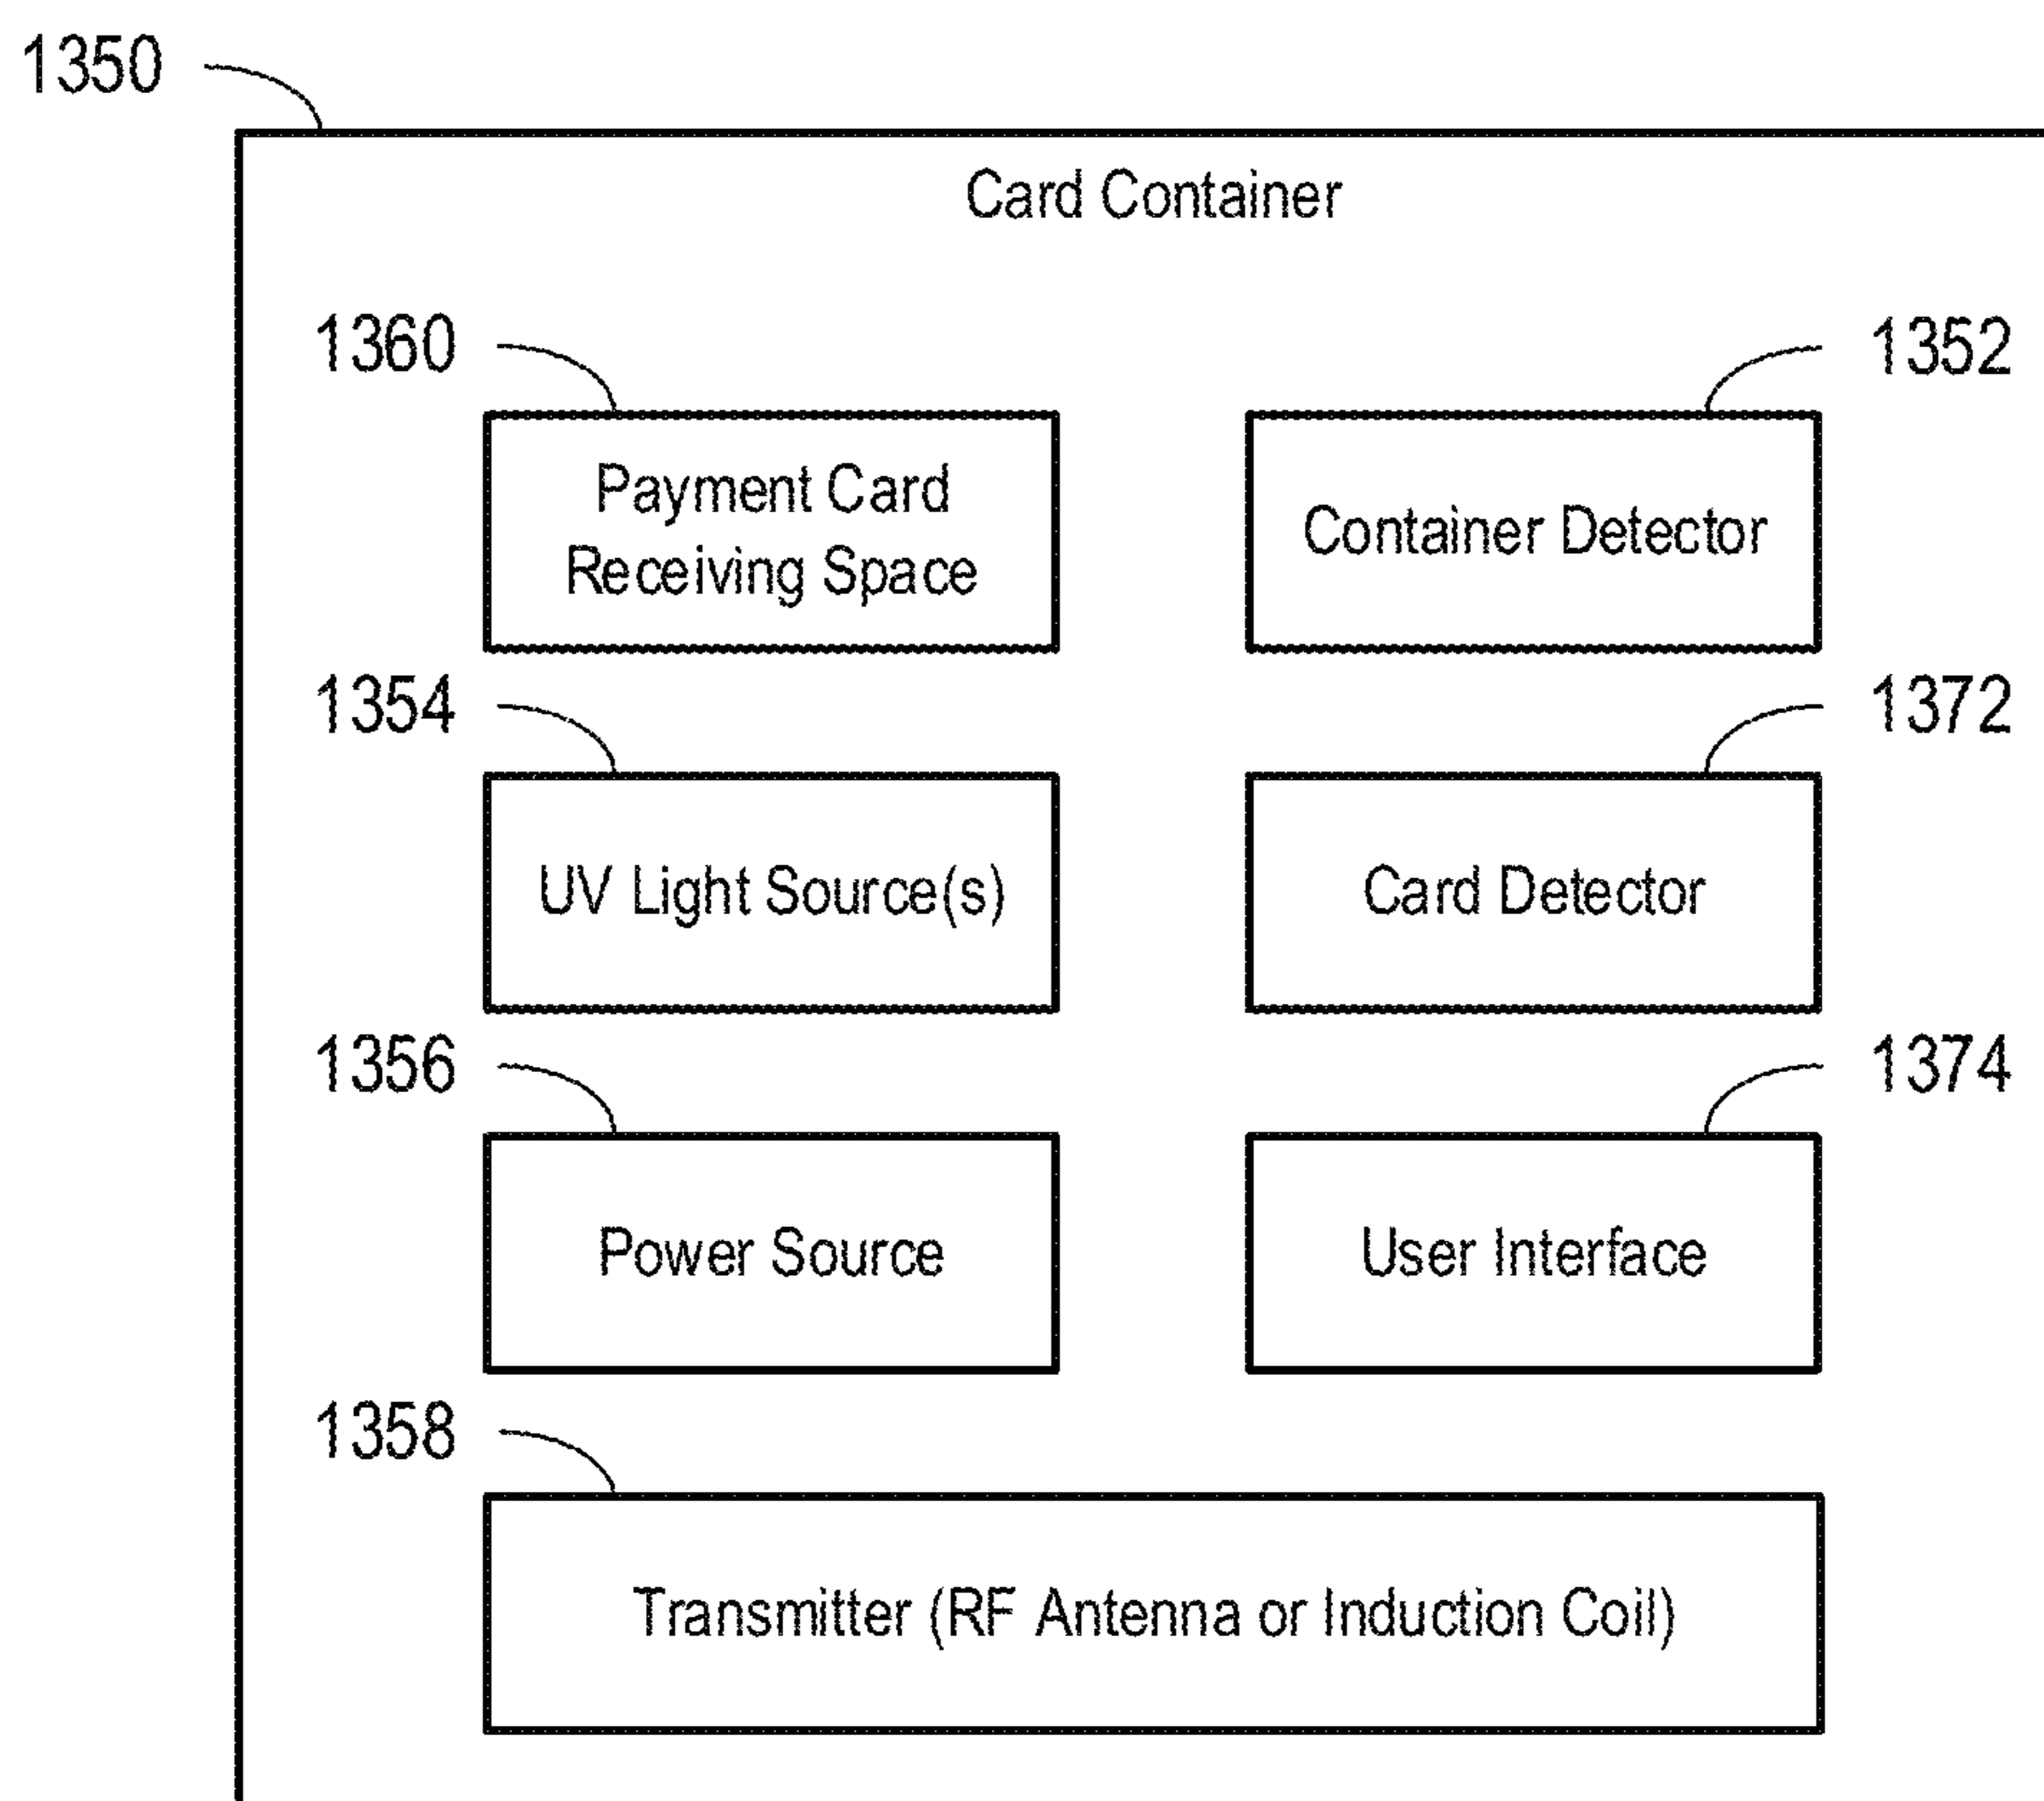 1350
Card Container
1360
1352
Payment Card
Receiving Space
Container Detector
1354
1372
UV Light Source(s)
Card Detector
1356
1374
Power Source
User Interface
1358
Transmitter (RF Antenna or Induction Coil)